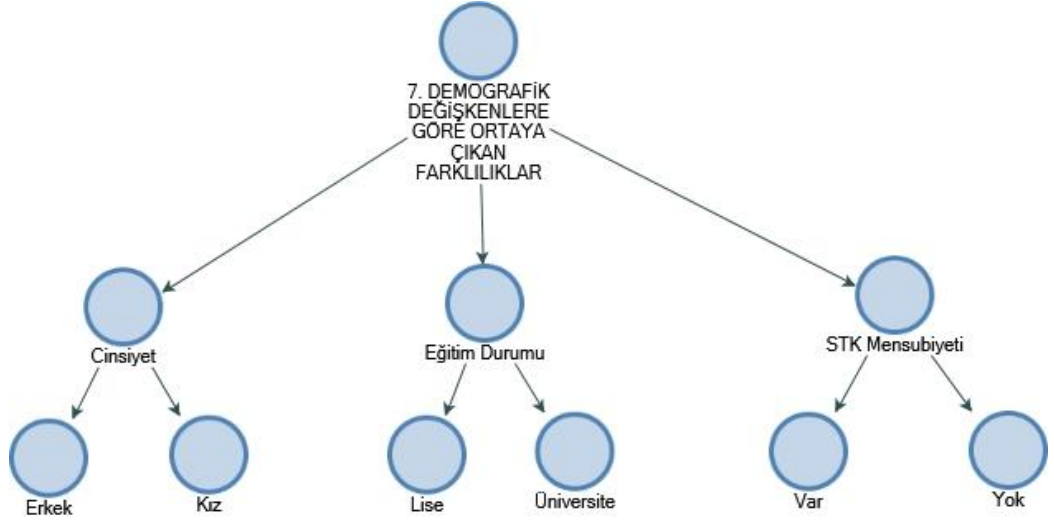 7. DEMOGRAFİK
DEĞİŞKENLERE
GÖRE ORTAYA
ÇIKAN
FARKLILIKLAR
Cinsiyet
Eğitim Durumu
STK Mensubiyeti
Erkek
Kız
Lise
Üniversite
Var
Yok